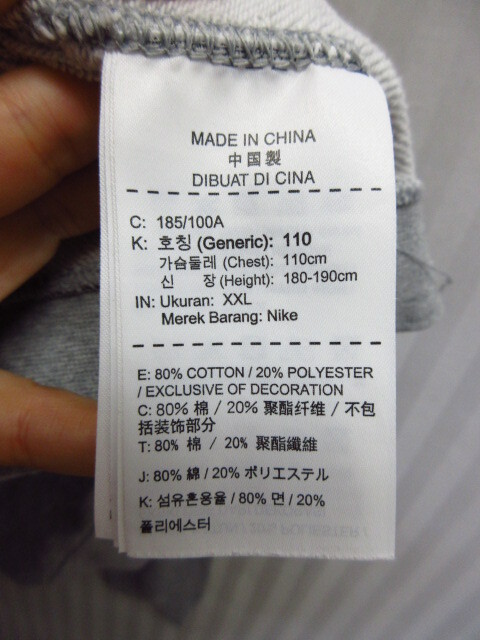 MADE IN CHINA
中国製
DIBUAT DI CINA
C: 185/100A
K: 호칭 (Generic): 110
가슴둘레 (Chest): 110cm
신 장 (Height): 180-190cm
IN: Ukuran: XXL
Merek Barang: Nike
E: 80% COTTON / 20% POLYESTER
/ EXCLUSIVE OF DECORATION
C: 80% 棉 / 20% 聚酯纤维 / 不包
括装饰部分
T: 80% 棉 / 20% 聚酯纖維
J: 80% 綿 / 20% ポリエステル
K: 섬유혼용율 / 80% 면 / 20%
폴리에스터